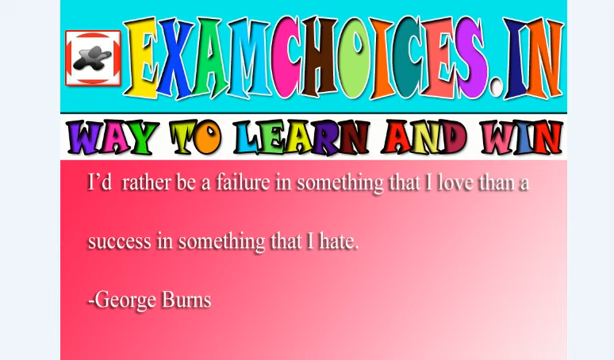 EXAMCHOICES.IN
WAY TO LEARN AND WIN
I’d rather be a failure in something that I love than a
success in something that I hate.
-George Burns